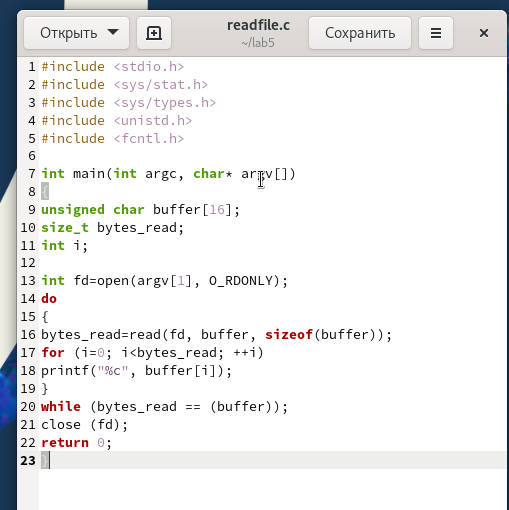 Открыть
readfile.c
~/lab5
Сохранить
1 #include <stdio.h>
2 #include <sys/stat.h>
3 #include <sys/types.h>
4 #include <unistd.h>
5 #include <fcntl.h>
6
7 int main(int argc, char* argv[])
8 {
9 unsigned char buffer[16];
10 size_t bytes_read;
11 int i;
12
13 int fd=open(argv[1], O_RDONLY);
14 do
15 {
16 bytes_read=read(fd, buffer, sizeof(buffer));
17 for (i=0; i<bytes_read; ++i)
18 printf("%c", buffer[i]);
19 }
20 while (bytes_read == (buffer));
21 close (fd);
22 return 0;
23 }